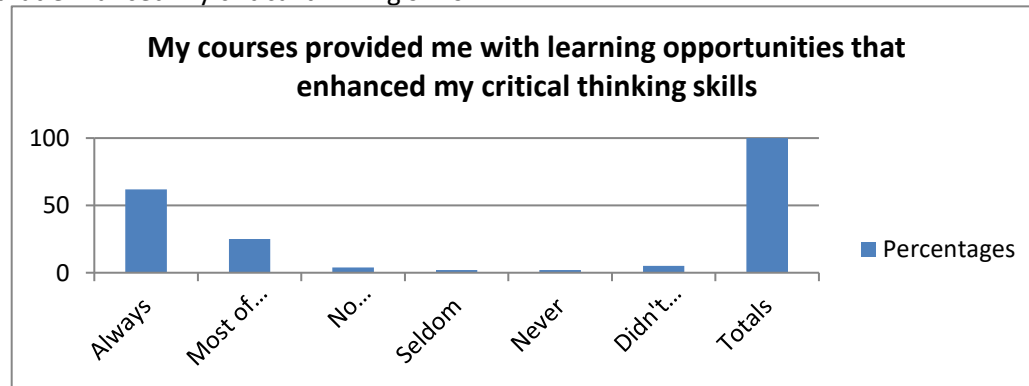 My courses provided me with learning opportunities that
enhanced my critical thinking skills
100
50
0
Percentages
Always
Most of...
No...
Seldom
Never
Didn't...
Totals